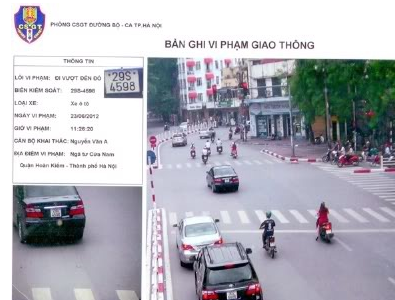 PHÒNG CSGT ĐƯỜNG BỘ - CA TP.HÀ NỘI
CSGT
BẢN GHI VI PHẠM GIAO THÔNG
THÔNG TIN
LỖI VI PHẠM: ĐI VƯỢT ĐÈN ĐỎ
29S
4598
BIỂN KIỂM SOÁT: 29S-4598
LOẠI XE: Xe ô tô
NGÀY VI PHẠM: 23/09/2012
GIỜ VI PHẠM: 11:26:20
CÁN BỘ KHAI THÁC: Nguyễn Văn A
ĐỊA ĐIỂM VI PHẠM: Ngã tư Cửa Nam
Quận Hoàn Kiếm - Thành phố Hà Nội